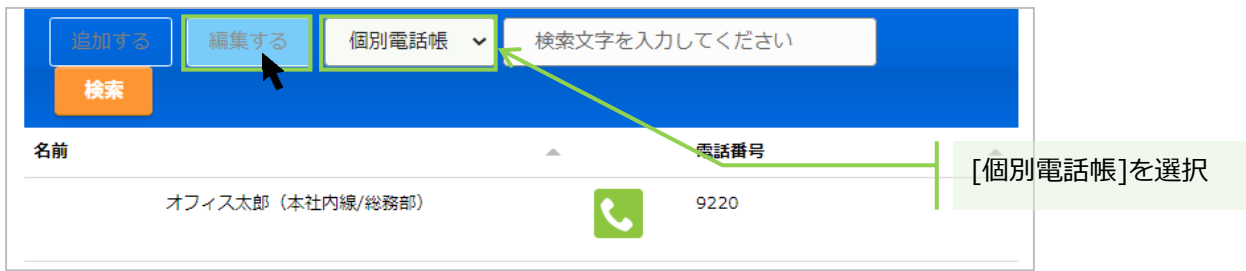 追加する 編集する 個別電話帳 検索文字を入力してください
検索
名前 電話番号
[個別電話帳]を選択
オフィス太郎（本社内線/総務部） 9220